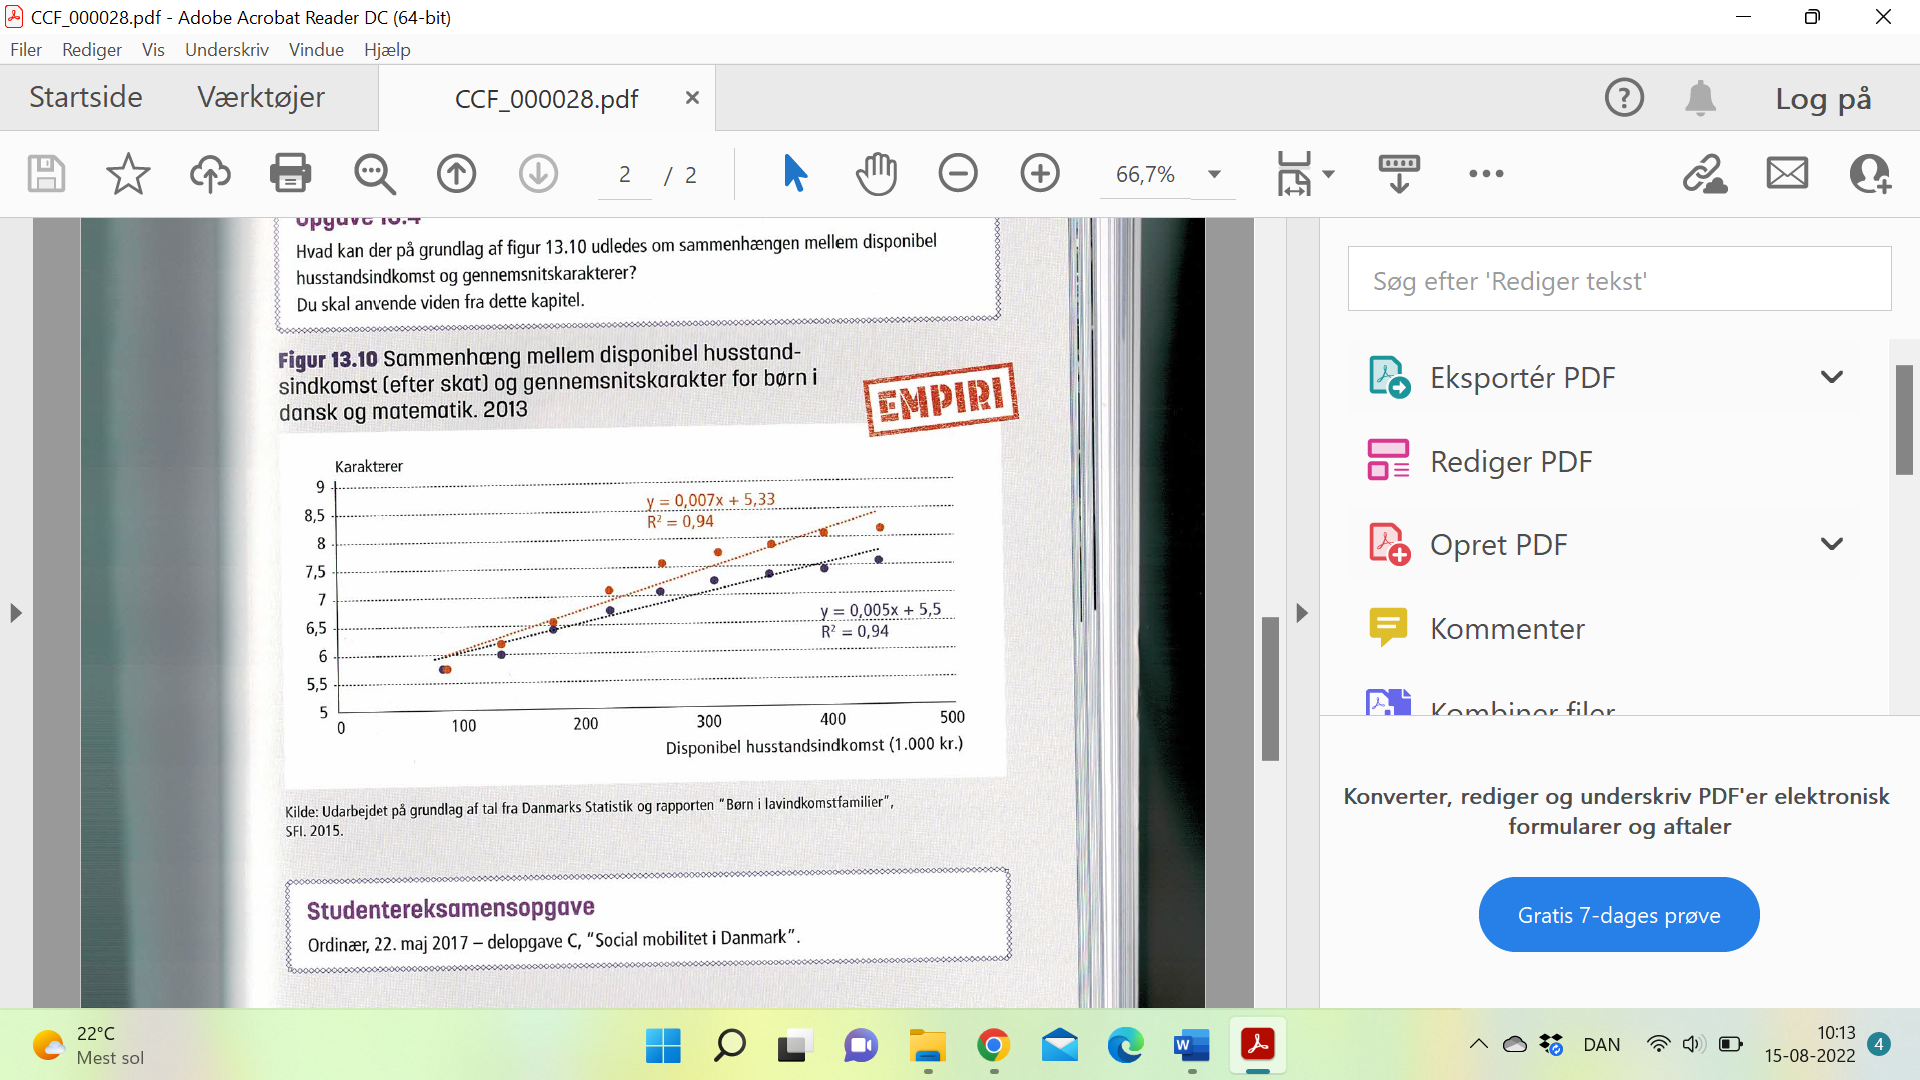 CCF_000028.pdf - Adobe Acrobat Reader DC (64-bit)
Filer Rediger Vis Underskriv Vindue Hjælp
Startside Værktøjer CCF_000028.pdf Log på
2 / 2 66,7%
Opgave 13.4
Hvad kan der på grundlag af figur 13.10 udledes om sammenhængen mellem disponibel
husstandsindkomst og gennemsnitskarakterer?
Du skal anvende viden fra dette kapitel.
Figur 13.10 Sammenhæng mellem disponibel husstand-
sindkomst (efter skat) og gennemsnitskarakter for børn i
dansk og matematik. 2013
EMPIRI
Karakterer
9
8,5
8
7,5
7
6,5
6
5,5
5
y = 0,007x + 5,33
R² = 0,94
y = 0,005x + 5,5
R² = 0,94
0 100 200 300 400 500
Disponibel husstandsindkomst (1.000 kr.)
Kilde: Udarbejdet på grundlag af tal fra Danmarks Statistik og rapporten "Børn i lavindkomstfamilier",
SFI. 2015.
Studentereksamensopgave
Ordinær, 22. maj 2017 – delopgave C, "Social mobilitet i Danmark".
Søg efter 'Rediger tekst'
Eksportér PDF
Rediger PDF
Opret PDF
Kommenter
Kombiner filer
Konverter, rediger og underskriv PDF'er elektronisk
formularer og aftaler
Gratis 7-dages prøve
22°C
Mest sol
DAN
10:13
15-08-2022
4